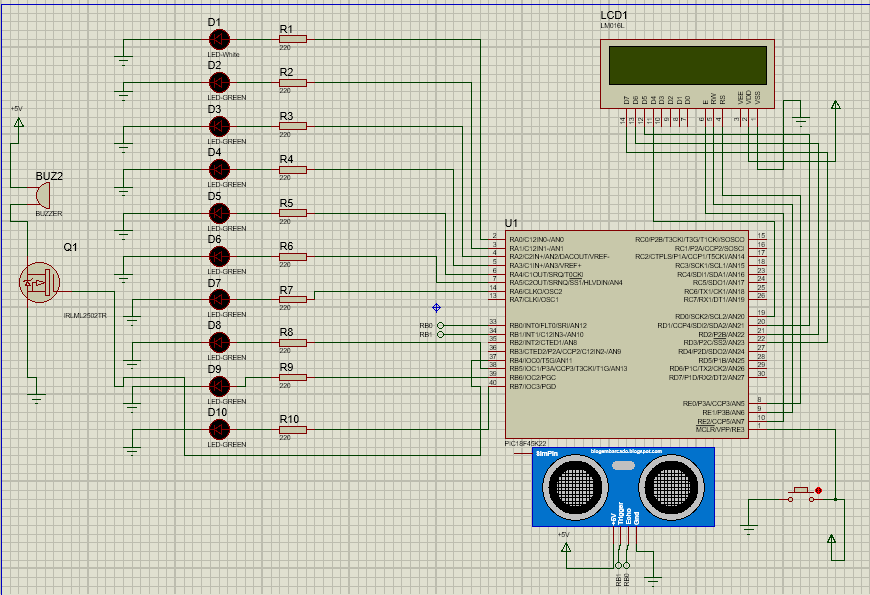 LCD1
LM016L
D7 D6 D5 D4 D3 D2 D1 D0 E RW RS VEE VDD VSS
14 13 12 11 10 9 8 7 6 5 4 3 2 1
D1
LED-White
R1
220
D2
LED-GREEN
R2
220
D3
LED-GREEN
R3
220
D4
LED-GREEN
R4
220
D5
LED-GREEN
R5
220
D6
LED-GREEN
R6
220
D7
LED-GREEN
R7
220
D8
LED-GREEN
R8
220
D9
LED-GREEN
R9
220
D10
LED-GREEN
R10
220
+5V
BUZ2
BUZZER
Q1
IRLML2502TR
U1
2 RA0/C12IN0-/AN0
3 RA1/C12IN1-/AN1
4 RA2/C2IN+/AN2/DACOUT/VREF-
5 RA3/C1IN+/AN3/VREF+
6 RA4/C1OUT/SRQ/T0CKI
7 RA5/C2OUT/SRNQ/SS1/HLVDIN/AN4
14 RA6/CLKO/OSC2
13 RA7/CLKI/OSC1
RB0 33 RB0/INT0/FLT0/SRI/AN12
RB1 34 RB1/INT1/C12IN3-/AN10
35 RB2/INT2/CTED1/AN8
36 RB3/CTED2/P2A/CCP2/C12IN2-/AN9
37 RB4/IOC0/T5G/AN11
38 RB5/IOC1/P3A/CCP3/T3CKI/T1G/AN13
39 RB6/IOC2/PGC
40 RB7/IOC3/PGD
RC0/P2B/T3CKI/T3G/T1CKI/SOSCO 15
RC1/P2A/CCP2/SOSCI 16
RC2/CTPLS/P1A/CCP1/T5CKI/AN14 17
RC3/SCK1/SCL1/AN15 18
RC4/SDI1/SDA1/AN16 23
RC5/SDO1/AN17 24
RC6/TX1/CK1/AN18 25
RC7/RX1/DT1/AN19 26
RD0/SCK2/SCL2/AN20 19
RD1/CCP4/SDI2/SDA2/AN21 20
RD2/P2B/AN22 21
RD3/P2C/SS2/AN23 22
RD4/P2D/SDO2/AN24 27
RD5/P1B/AN25 28
RD6/P1C/TX2/CK2/AN26 29
RD7/P1D/RX2/DT2/AN27 30
RE0/P3A/CCP3/AN5 8
RE1/P3B/AN6 9
RE2/CCP5/AN7 10
MCLR/VPP/RE3 1
PIC18F45K22
SimPin
blogembarcado.blogspot.com
+5V Trigger Echo Gnd
+5V
RB1 RB0